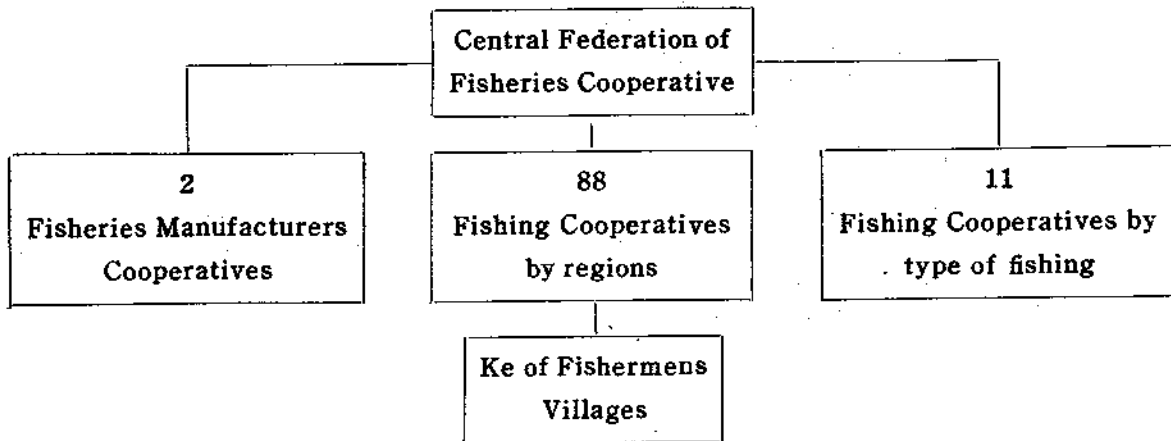 Central Federation of
Fisheries Cooperative
2
Fisheries Manufacturers
Cooperatives
88
Fishing Cooperatives
by regions
11
Fishing Cooperatives by
type of fishing
Ke of Fishermens
Villages